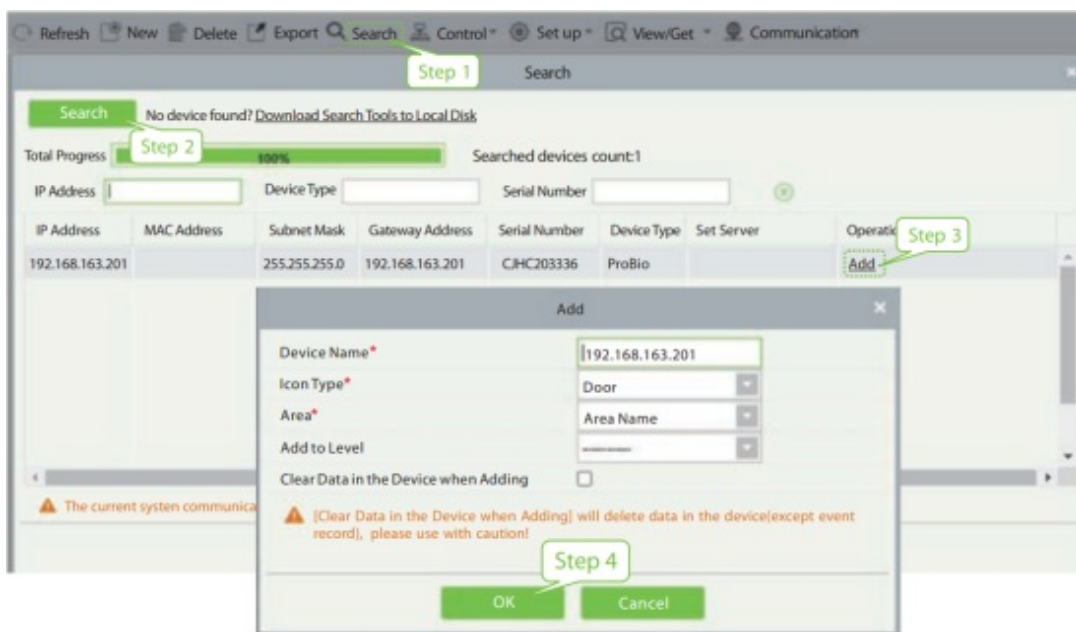 Refresh New Delete Export Search Control Set up View/Get Communication
Step 1
Search
Search No device found? Download Search Tools to Local Disk
Step 2
Total Progress 100% Searched devices count:1
IP Address Device Type Serial Number
IP Address MAC Address Subnet Mask Gateway Address Serial Number Device Type Set Server Operatio
Step 3
192.168.163.201 255.255.255.0 192.168.163.201 CJHC203336 ProBio Add
Add
Device Name* 192.168.163.201
Icon Type* Door
Area* Area Name
Add to Level ---------
Clear Data in the Device when Adding
The current systen communica
[Clear Data in the Device when Adding] will delete data in the device(except event
record), please use with caution!
Step 4
OK Cancel